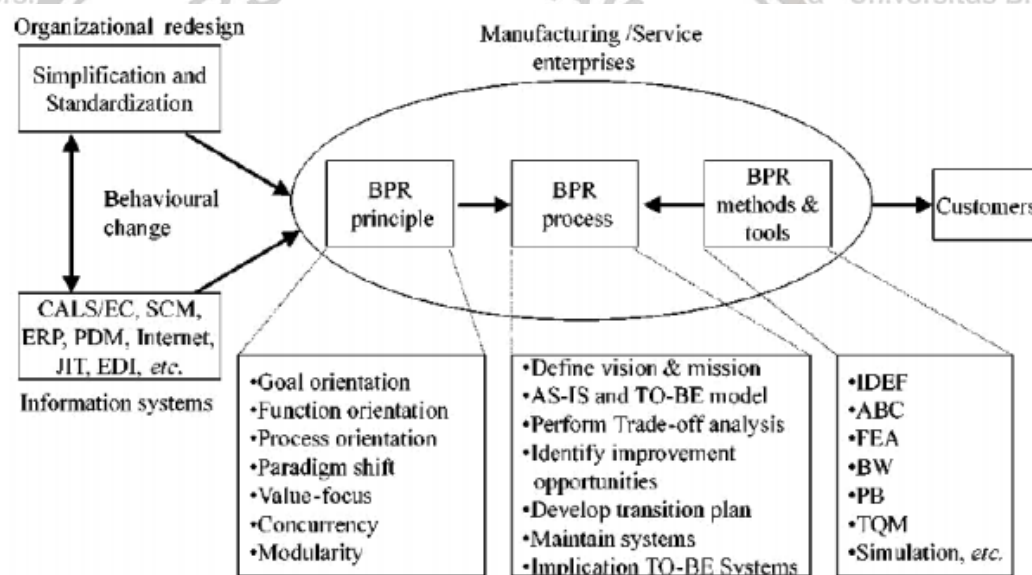 Organizational redesign
Simplification and
Standardization
Behavioural
change
CALS/EC, SCM,
ERP, PDM, Internet,
JIT, EDI, etc.
Information systems
Manufacturing /Service
enterprises
BPR
principle
BPR
process
BPR
methods &
tools
Customers
•Goal orientation
•Function orientation
•Process orientation
•Paradigm shift
•Value-focus
•Concurrency
•Modularity
•Define vision & mission
•AS-IS and TO-BE model
•Perform Trade-off analysis
•Identify improvement
opportunities
•Develop transition plan
•Maintain systems
•Implication TO-BE Systems
•IDEF
•ABC
•FEA
•BW
•PB
•TQM
•Simulation, etc.